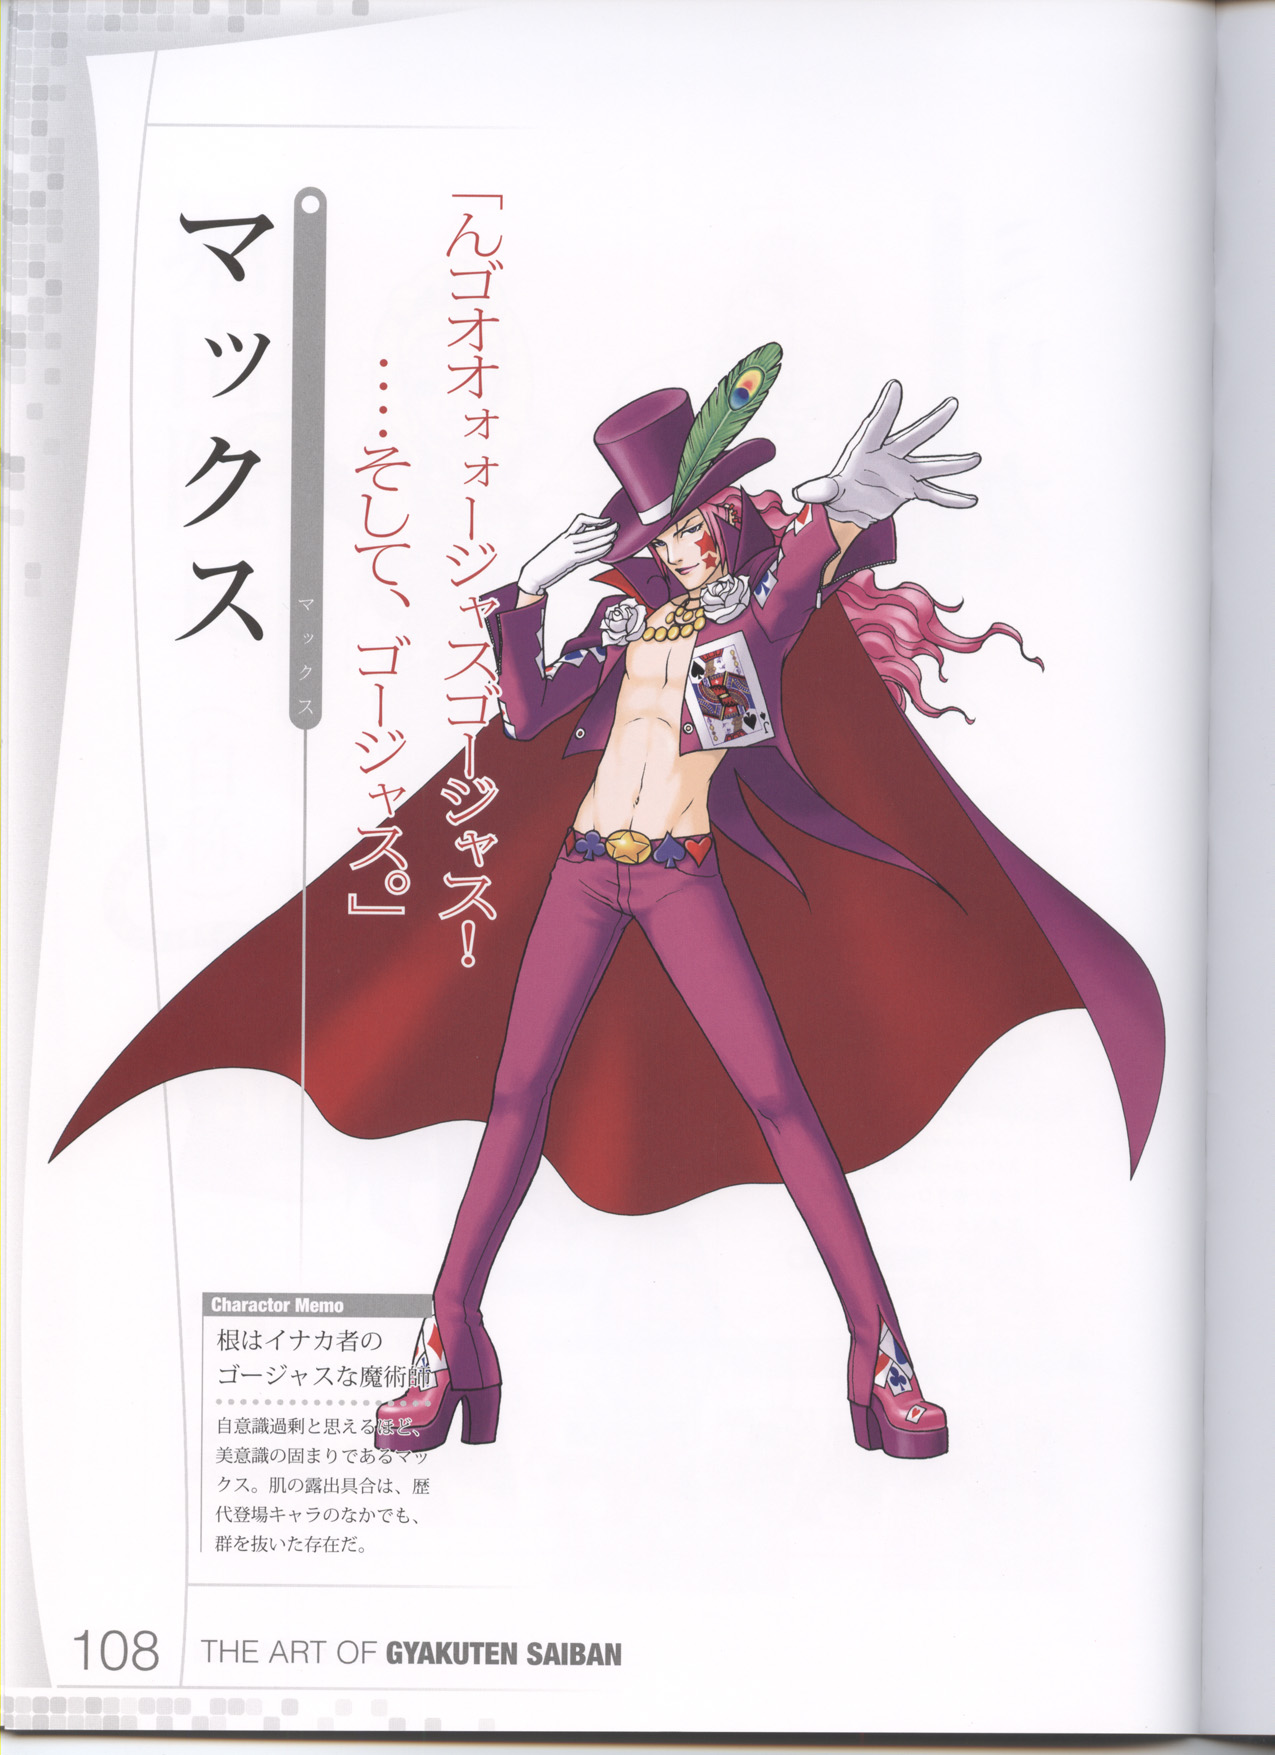 マックス
マックス
「んゴオオォォージャスゴージャス！
……そして、ゴージャス。」
Charactor Memo
根はイナカ者の
ゴージャスな魔術師
自意識過剰と思えるほど、
美意識の固まりであるマッ
クス。肌の露出具合は、歴
代登場キャラのなかでも、
群を抜いた存在だ。
108
THE ART OF GYAKUTEN SAIBAN